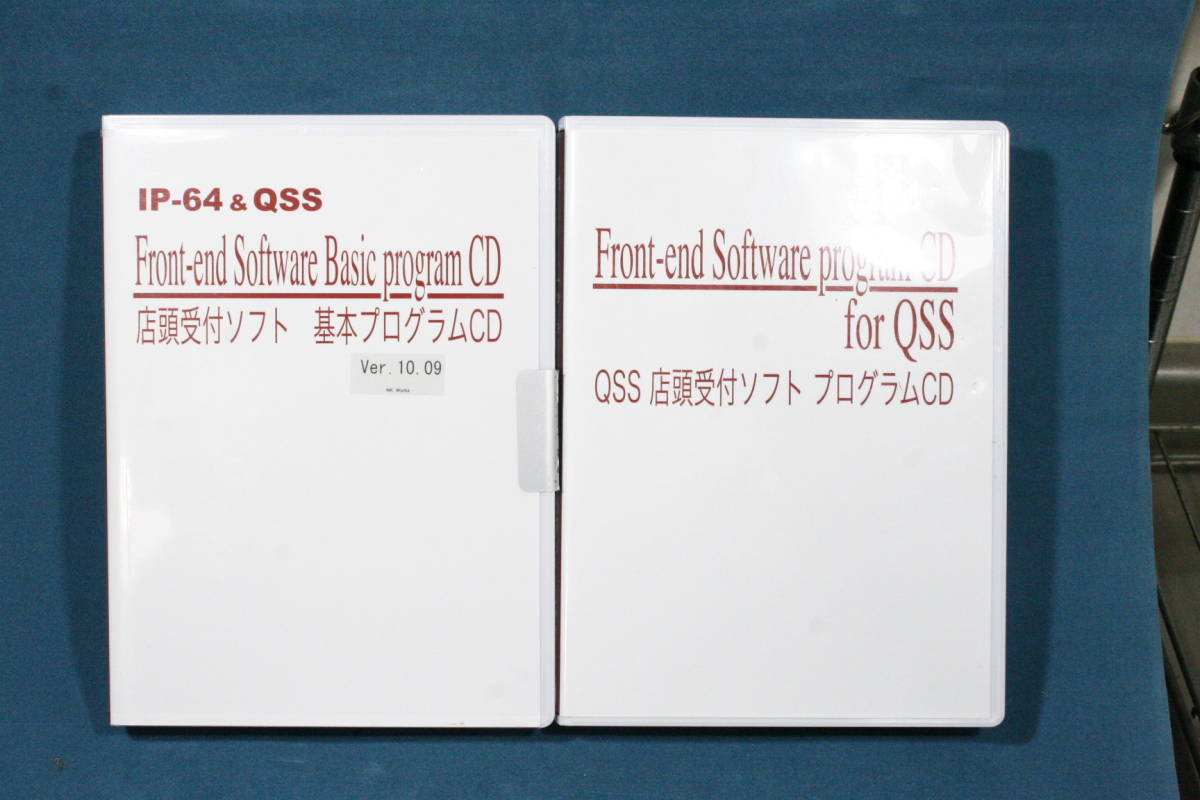 IP-64 & QSS
Front-end Software Basic program CD
店頭受付ソフト 基本プログラムCD
Ver. 10.09
Front-end Software program CD
for QSS
QSS 店頭受付ソフト プログラムCD